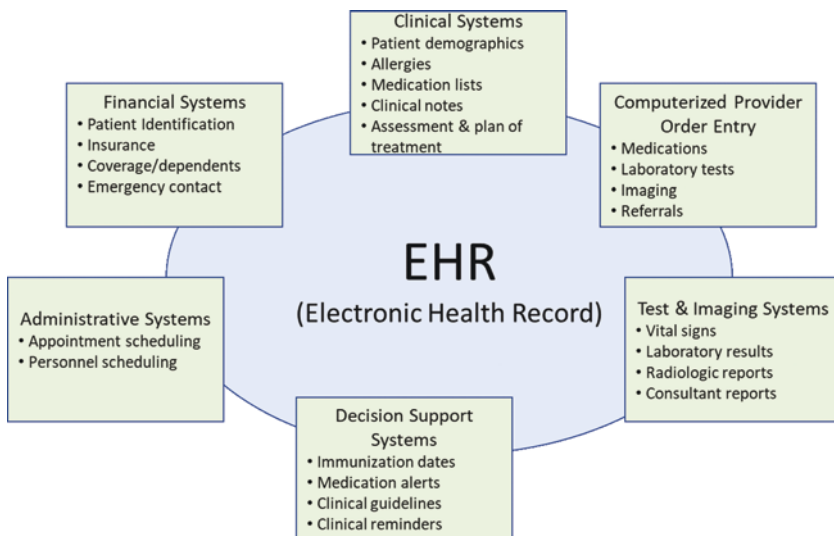 Clinical Systems
• Patient demographics
• Allergies
• Medication lists
• Clinical notes
• Assessment & plan of
treatment
Financial Systems
• Patient Identification
• Insurance
• Coverage/dependents
• Emergency contact
Computerized Provider
Order Entry
• Medications
• Laboratory tests
• Imaging
• Referrals
EHR
(Electronic Health Record)
Administrative Systems
• Appointment scheduling
• Personnel scheduling
Test & Imaging Systems
• Vital signs
• Laboratory results
• Radiologic reports
• Consultant reports
Decision Support
Systems
• Immunization dates
• Medication alerts
• Clinical guidelines
• Clinical reminders